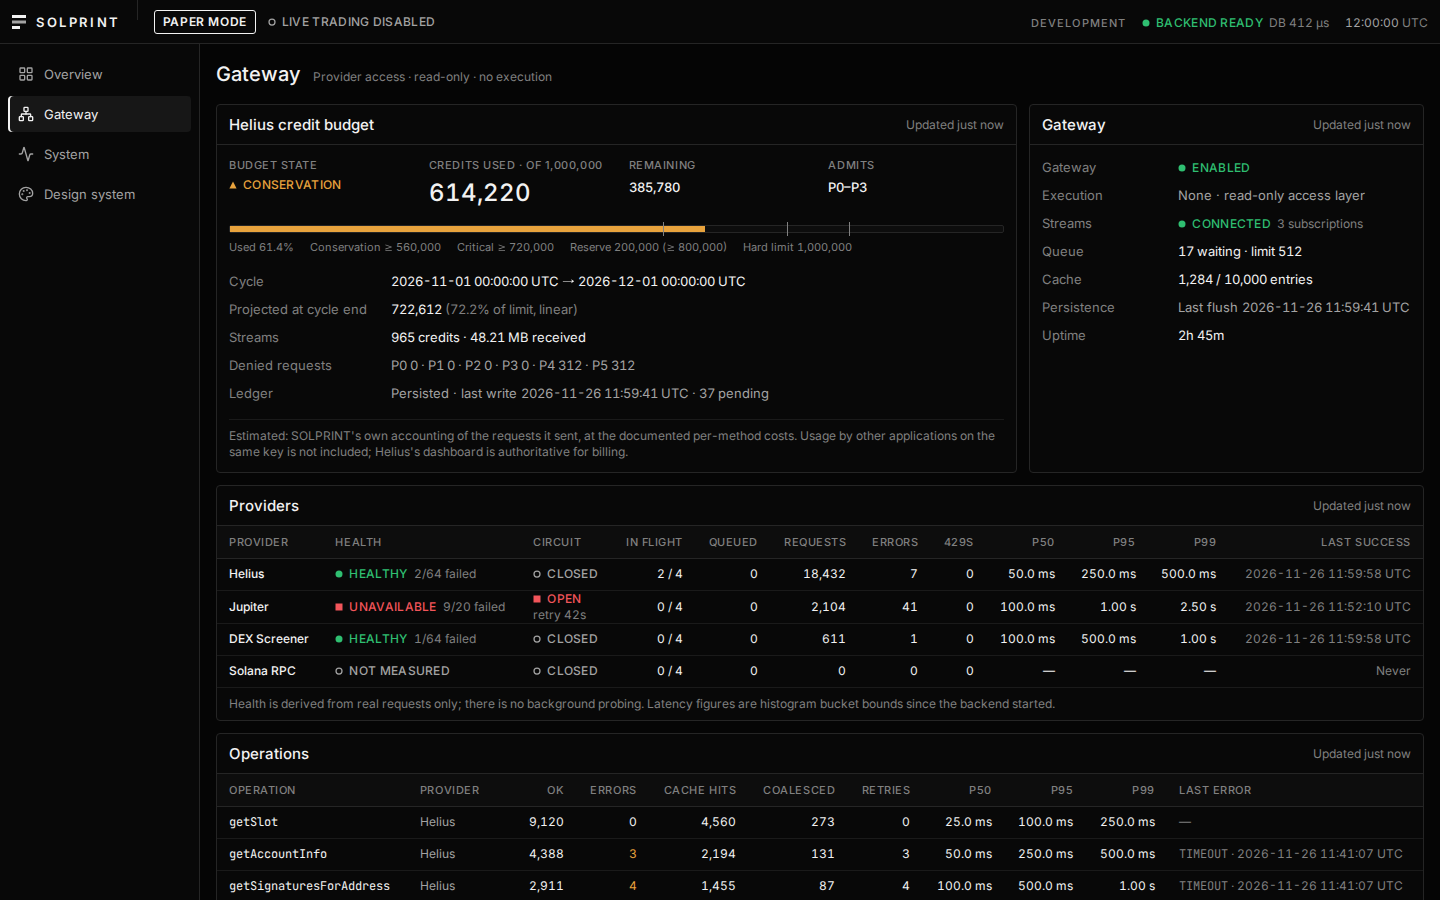 SOLPRINT
PAPER MODE
LIVE TRADING DISABLED
DEVELOPMENT
BACKEND READY DB 412 µs
12:00:00 UTC
Overview
Gateway
System
Design system
Gateway Provider access · read-only · no execution
Helius credit budget
Updated just now
BUDGET STATE CREDITS USED · OF 1,000,000 REMAINING ADMITS
CONSERVATION 614,220 385,780 P0–P3
Used 61.4% Conservation ≥ 560,000 Critical ≥ 720,000 Reserve 200,000 (≥ 800,000) Hard limit 1,000,000
Cycle 2026-11-01 00:00:00 UTC → 2026-12-01 00:00:00 UTC
Projected at cycle end 722,612 (72.2% of limit, linear)
Streams 965 credits · 48.21 MB received
Denied requests P0 0 · P1 0 · P2 0 · P3 0 · P4 312 · P5 312
Ledger Persisted · last write 2026-11-26 11:59:41 UTC · 37 pending
Estimated: SOLPRINT's own accounting of the requests it sent, at the documented per-method costs. Usage by other applications on the
same key is not included; Helius's dashboard is authoritative for billing.
Gateway
Updated just now
Gateway ENABLED
Execution None · read-only access layer
Streams CONNECTED 3 subscriptions
Queue 17 waiting · limit 512
Cache 1,284 / 10,000 entries
Persistence Last flush 2026-11-26 11:59:41 UTC
Uptime 2h 45m
Providers
Updated just now
PROVIDER HEALTH CIRCUIT IN FLIGHT QUEUED REQUESTS ERRORS 429S P50 P95 P99 LAST SUCCESS
Helius HEALTHY 2/64 failed CLOSED 2 / 4 0 18,432 7 0 50.0 ms 250.0 ms 500.0 ms 2026-11-26 11:59:58 UTC
Jupiter UNAVAILABLE 9/20 failed OPEN retry 42s 0 / 4 0 2,104 41 0 100.0 ms 1.00 s 2.50 s 2026-11-26 11:52:10 UTC
DEX Screener HEALTHY 1/64 failed CLOSED 0 / 4 0 611 1 0 100.0 ms 500.0 ms 1.00 s 2026-11-26 11:59:58 UTC
Solana RPC NOT MEASURED CLOSED 0 / 4 0 0 0 0 — — — Never
Health is derived from real requests only; there is no background probing. Latency figures are histogram bucket bounds since the backend started.
Operations
Updated just now
OPERATION PROVIDER OK ERRORS CACHE HITS COALESCED RETRIES P50 P95 P99 LAST ERROR
getSlot Helius 9,120 0 4,560 273 0 25.0 ms 100.0 ms 250.0 ms —
getAccountInfo Helius 4,388 3 2,194 131 3 50.0 ms 250.0 ms 500.0 ms TIMEOUT · 2026-11-26 11:41:07 UTC
getSignaturesForAddress Helius 2,911 4 1,455 87 4 100.0 ms 500.0 ms 1.00 s TIMEOUT · 2026-11-26 11:41:07 UTC